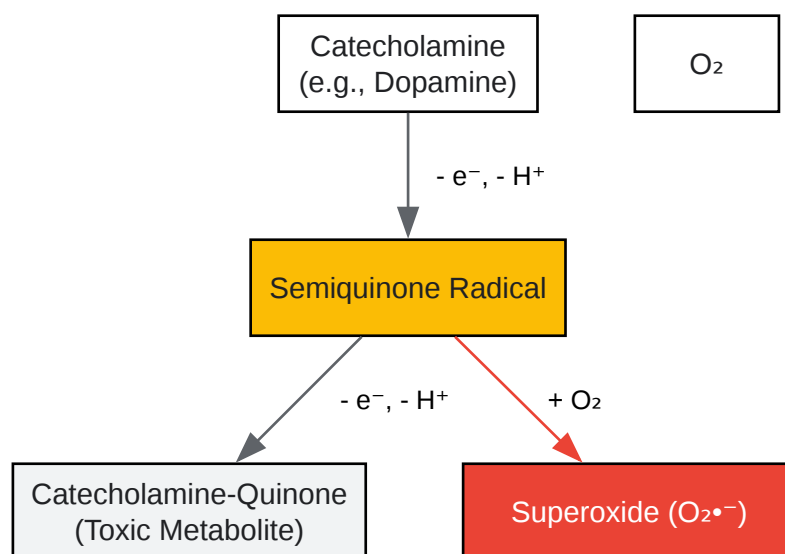 Catecholamine
(e.g., Dopamine)
O₂
- e⁻, - H⁺
Semiquinone Radical
- e⁻, - H⁺
+ O₂
Catecholamine-Quinone
(Toxic Metabolite)
Superoxide (O₂•⁻)